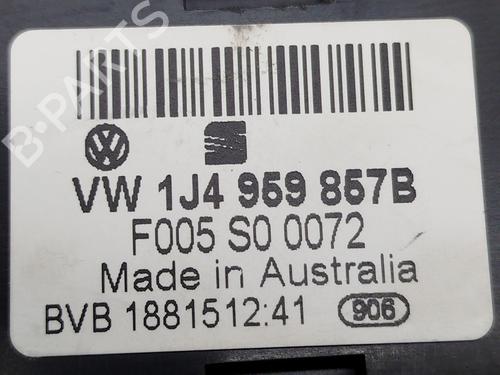 VW 1J4 959 857B
F005 S0 0072
Made in Australia
BVB 1881512:41 906
B-PARTS